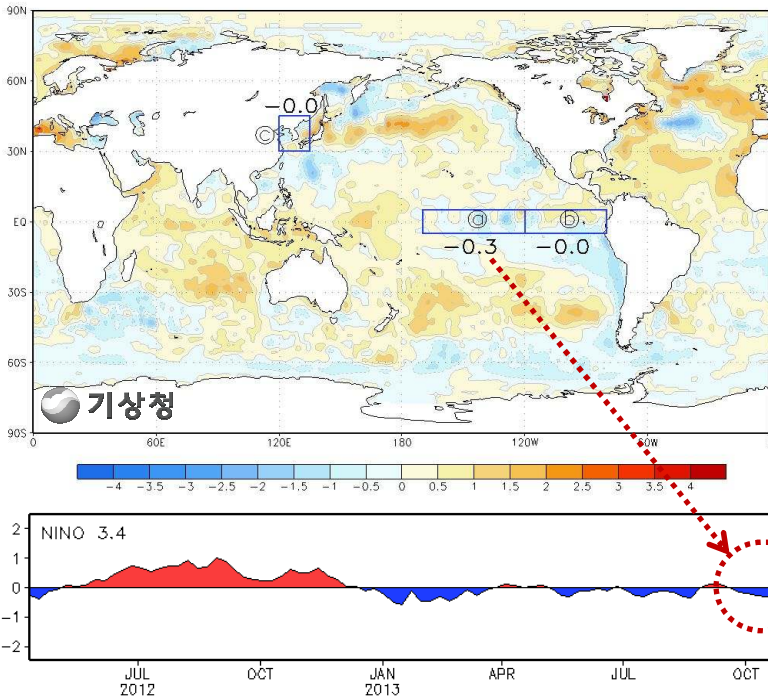 90N
60N
30N
EQ
30S
60S
90S
-0.0
ⓒ
ⓐ
ⓑ
-0.3
-0.0
기상청
0 60E 120E 180 120W 60W
-4 -3.5 -3 -2.5 -2 -1.5 -1 -0.5 0 0.5 1 1.5 2 2.5 3 3.5 4
NINO 3.4
2
1
0
-1
-2
JUL OCT JAN APR JUL OCT
2012 2013